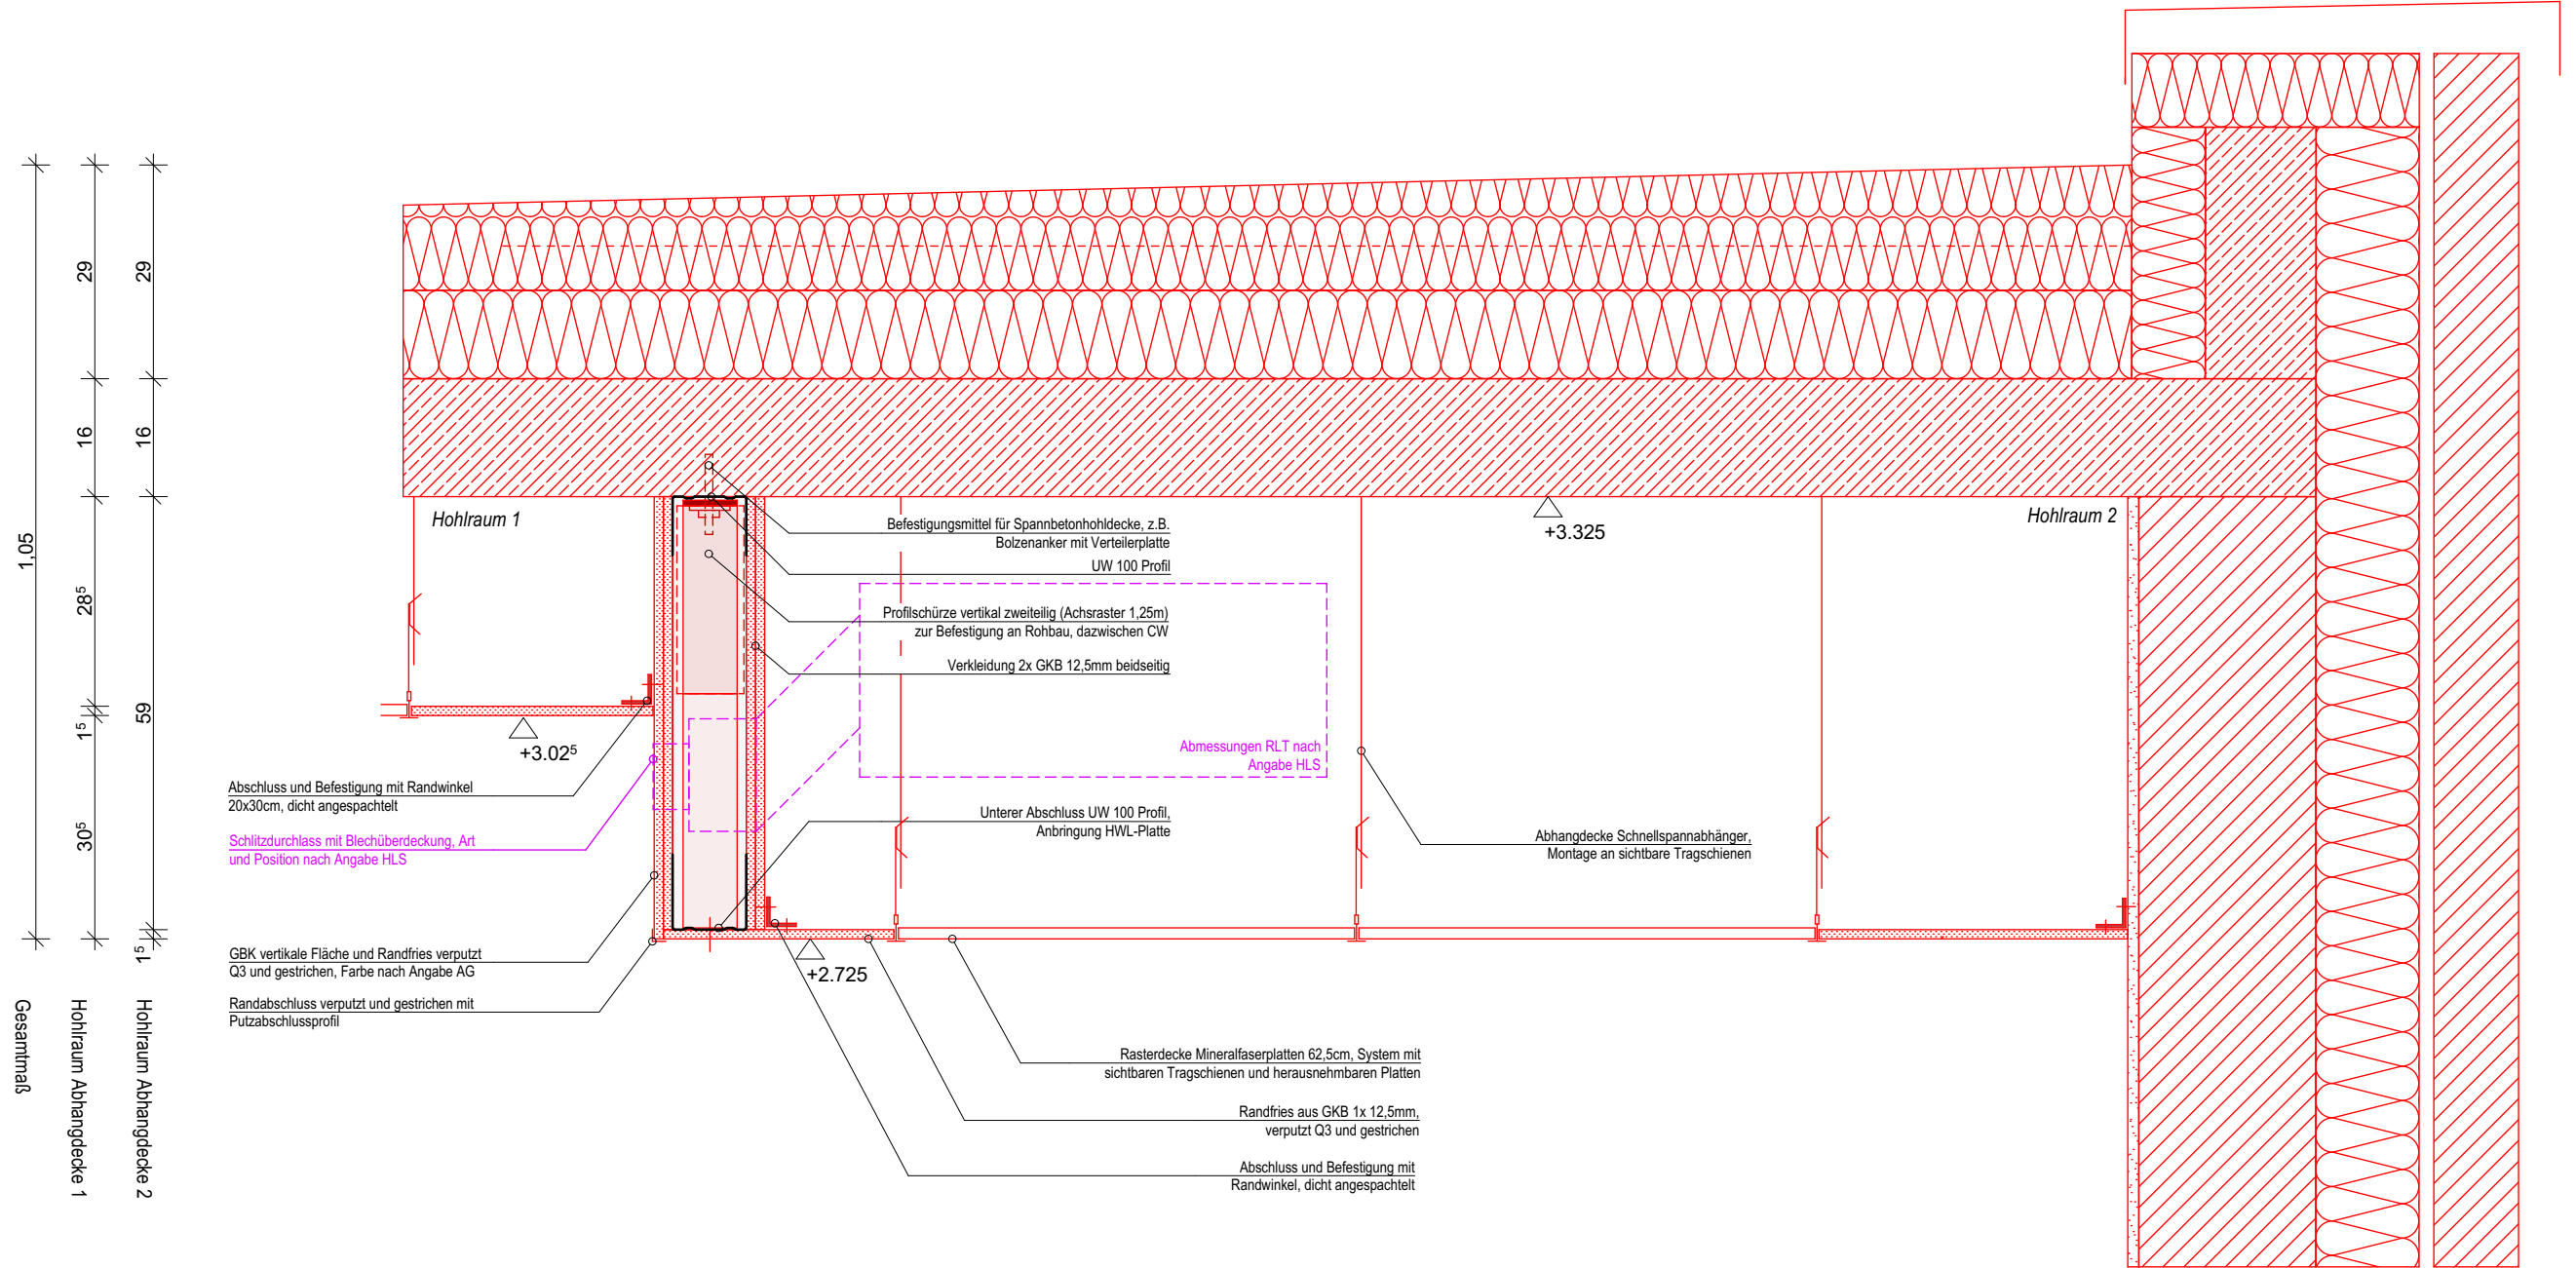 1,05
29
16
28⁵
1⁵
30⁵
29
16
59
1⁵
Gesamtmaß
Hohlraum Abhangdecke 1
Hohlraum Abhangdecke 2
Hohlraum 1
Hohlraum 2
+3.325
+3.02⁵
+2.725
Befestigungsmittel für Spannbetonhohldecke, z.B.
Bolzenanker mit Verteilerplatte
UW 100 Profil
Profilschürze vertikal zweiteilig (Achsraster 1,25m)
zur Befestigung an Rohbau, dazwischen CW
Verkleidung 2x GKB 12,5mm beidseitig
Abmessungen RLT nach
Angabe HLS
Unterer Abschluss UW 100 Profil,
Anbringung HWL-Platte
Abhangdecke Schnellspannabhänger,
Montage an sichtbare Tragschienen
Abschluss und Befestigung mit Randwinkel
20x30cm, dicht angespachtelt
Schlitzdurchlass mit Blechüberdeckung, Art
und Position nach Angabe HLS
GBK vertikale Fläche und Randfries verputzt
Q3 und gestrichen, Farbe nach Angabe AG
Randabschluss verputzt und gestrichen mit
Putzabschlussprofil
Rasterdecke Mineralfaserplatten 62,5cm, System mit
sichtbaren Tragschienen und herausnehmbaren Platten
Randfries aus GKB 1x 12,5mm,
verputzt Q3 und gestrichen
Abschluss und Befestigung mit
Randwinkel, dicht angespachtelt